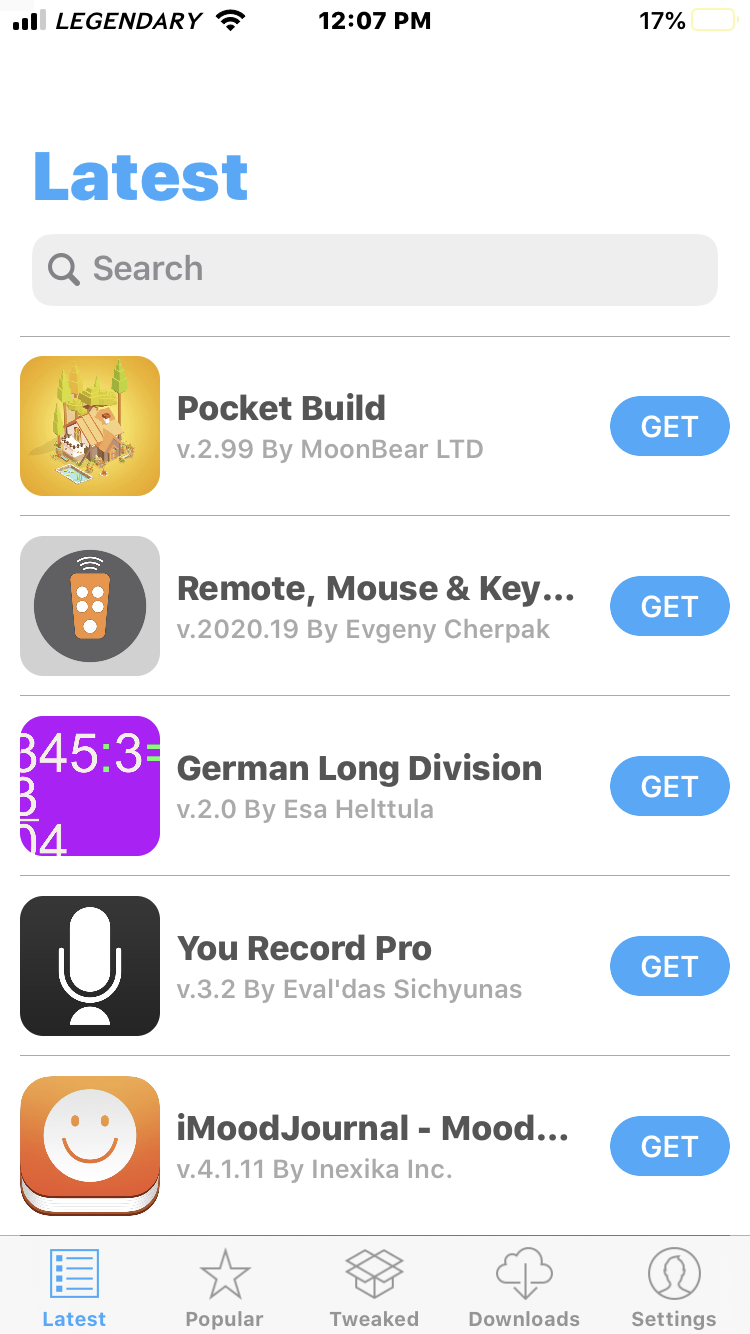 LEGENDARY 12:07 PM 17%
Latest
Search
Pocket Build
v.2.99 By MoonBear LTD
GET
Remote, Mouse & Key...
v.2020.19 By Evgeny Cherpak
GET
345:3=
3
04
German Long Division
v.2.0 By Esa Helttula
GET
You Record Pro
v.3.2 By Eval'das Sichyunas
GET
iMoodJournal - Mood...
v.4.1.11 By Inexika Inc.
GET
Latest Popular Tweaked Downloads Settings